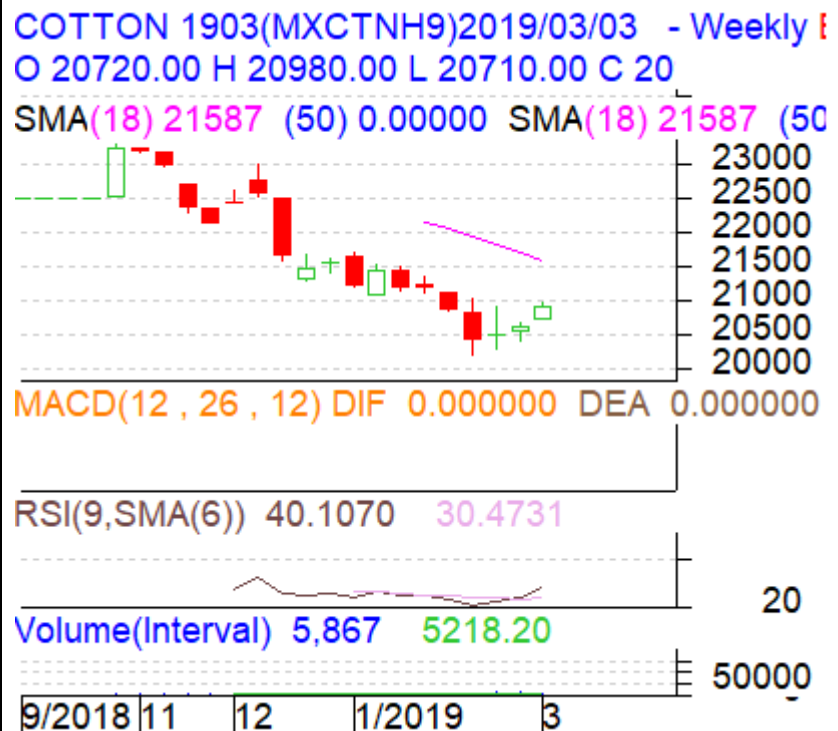 COTTON 1903(MXCTNH9)2019/03/03 - Weekly
O 20720.00 H 20980.00 L 20710.00 C 20
SMA(18) 21587 (50) 0.00000 SMA(18) 21587 (50
23000
22500
22000
21500
21000
20500
20000
MACD(12 , 26 , 12) DIF 0.000000 DEA 0.000000
RSI(9,SMA(6)) 40.1070 30.4731
20
Volume(Interval) 5,867 5218.20
50000
9/2018 11 12 1/2019 3